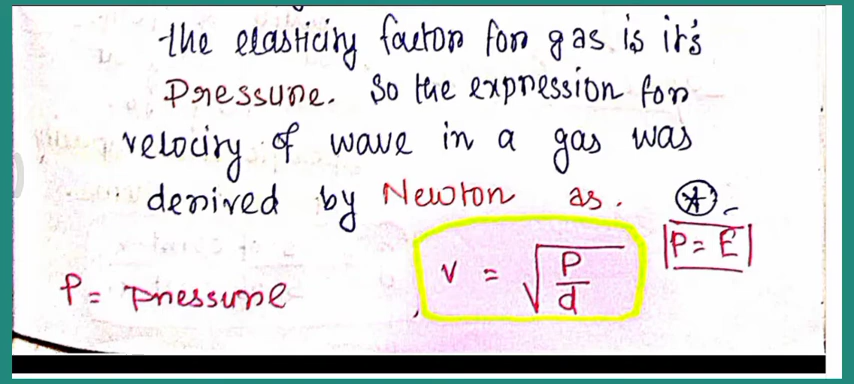 the elasticity factor for gas is it's
Pressure. So the expression for
velocity of wave in a gas was
derived by Newton as.
P = E
v = √P/d
P = Pressure